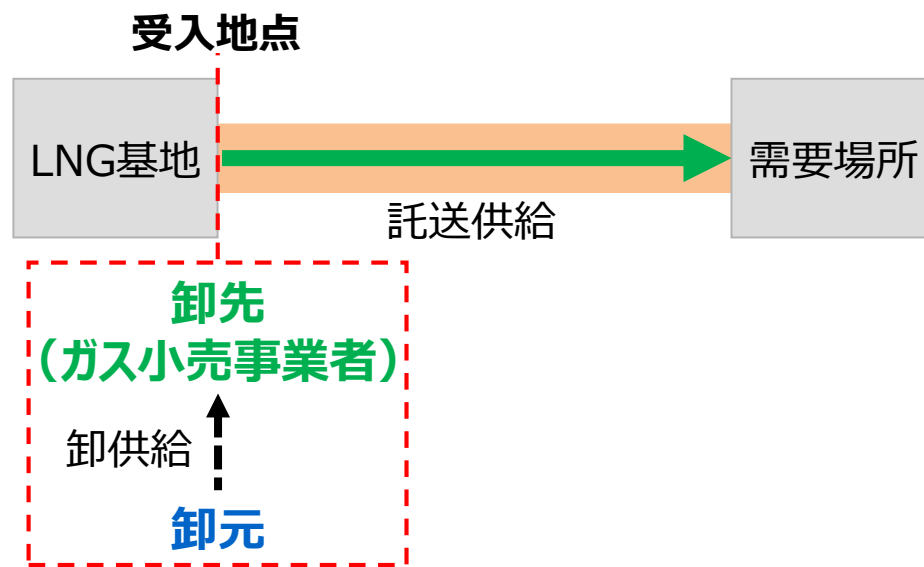 受入地点
LNG基地
需要場所
託送供給
卸先
（ガス小売事業者）
卸供給
卸元